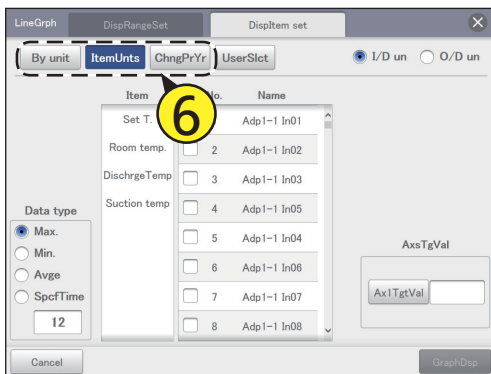 LineGrph DispRangeSet DispItem set
By unit ItemUnts ChngPrYr UserSlct I/D un O/D un
6
Item No. Name
Set T. Adp1-1 In01
Room temp. 2 Adp1-1 In02
DischrgeTemp 3 Adp1-1 In03
Suction temp 4 Adp1-1 In05
5 Adp1-1 In04
6 Adp1-1 In06
7 Adp1-1 In07
8 Adp1-1 In08
Data type
Max.
Min.
Avge
SpcfTime
12
AxsTgVal
Ax1TgtVal
Cancel GraphDsp